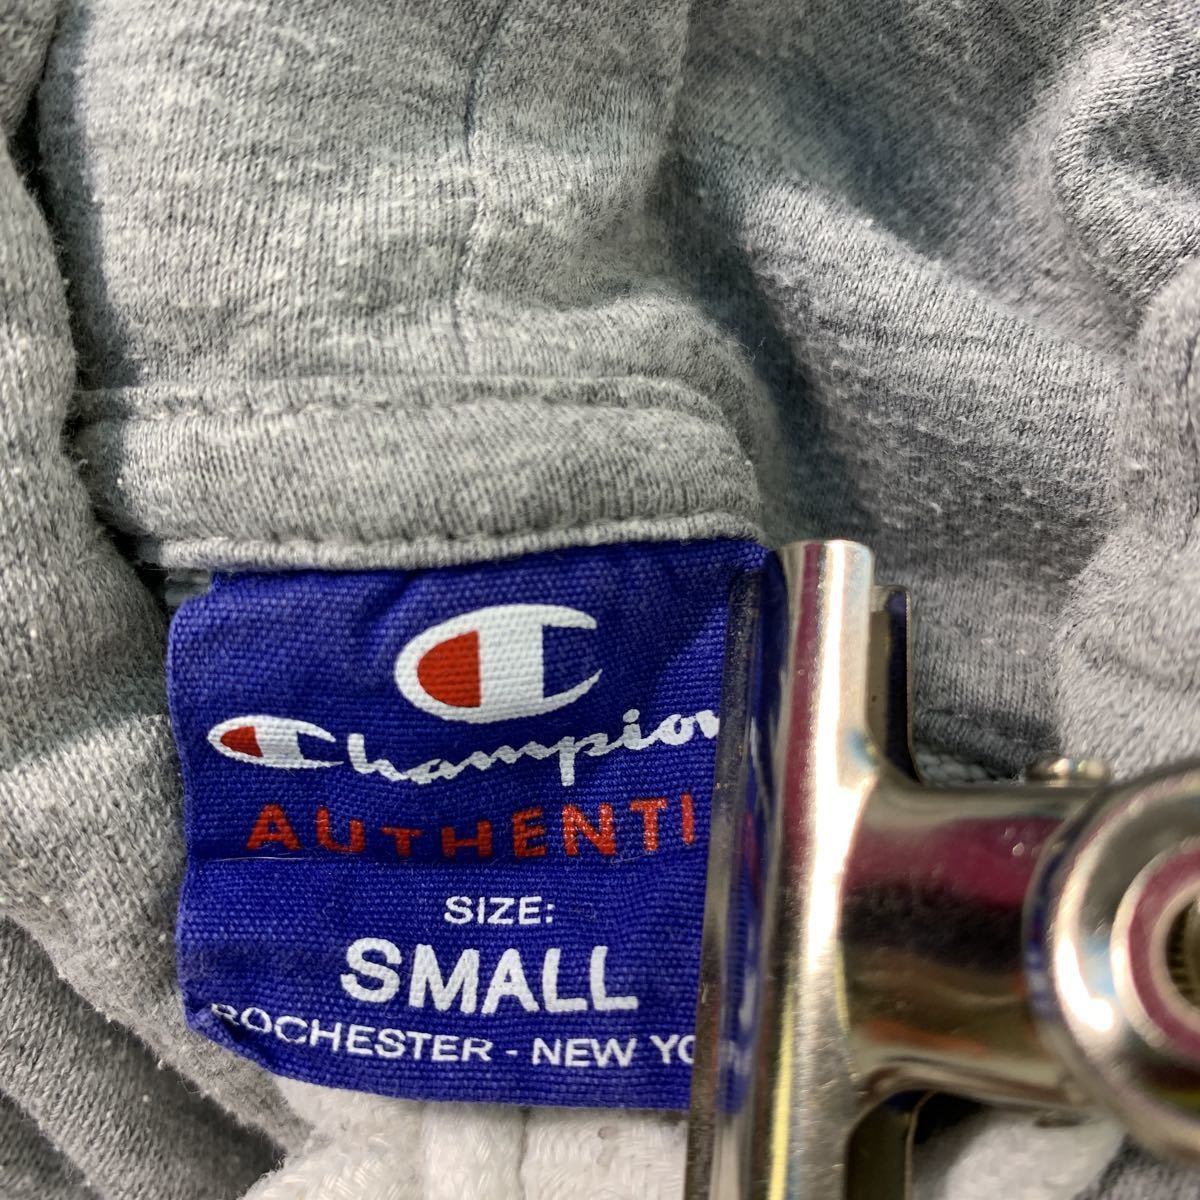 Champion
AUTHENTI
SIZE:
SMALL
ROCHESTER - NEW YO